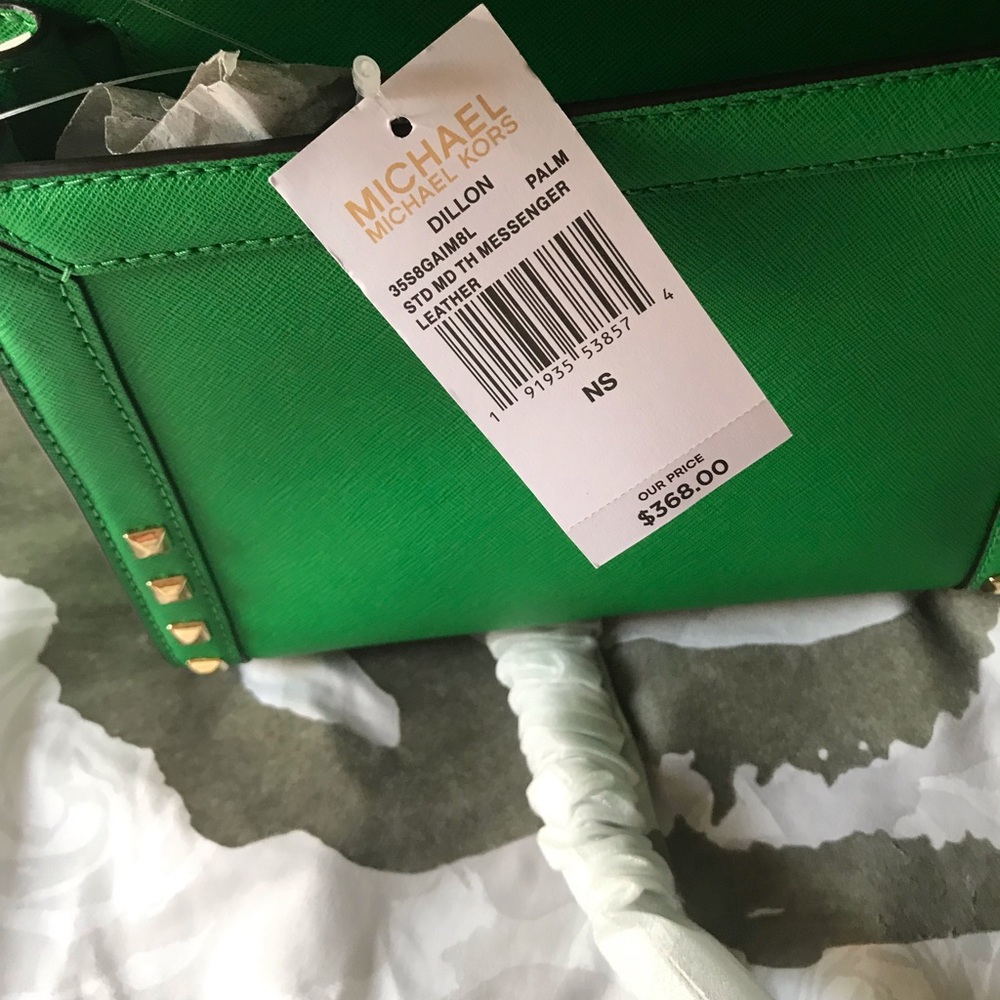 MICHAEL
MICHAEL KORS
DILLON PALM
35S8GAIM8L
STD MD TH MESSENGER
LEATHER
1 91935 53857 4
NS
OUR PRICE
$368.00